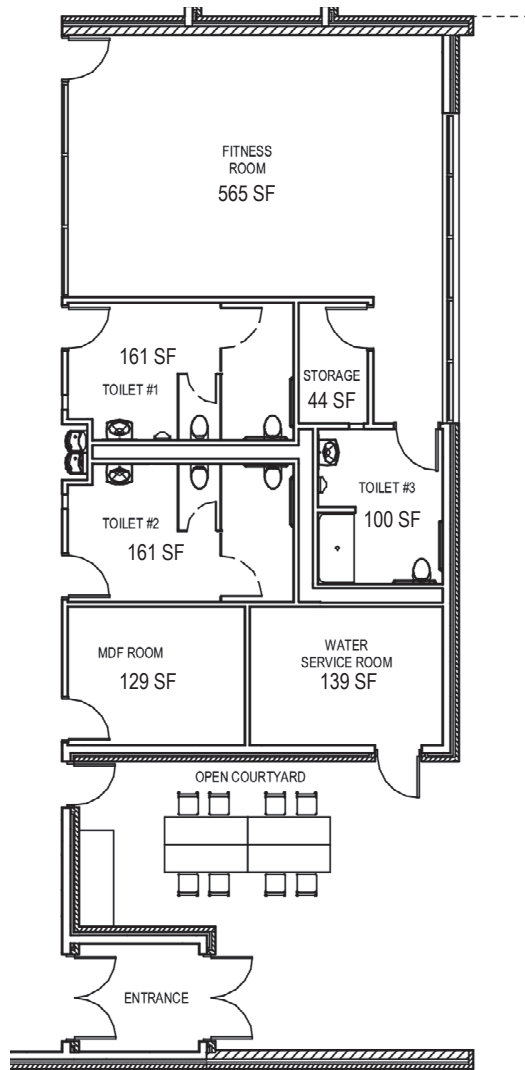 FITNESS
ROOM
565 SF
161 SF
TOILET #1
STORAGE
44 SF
TOILET #2
161 SF
TOILET #3
100 SF
MDF ROOM
129 SF
WATER
SERVICE ROOM
139 SF
OPEN COURTYARD
ENTRANCE